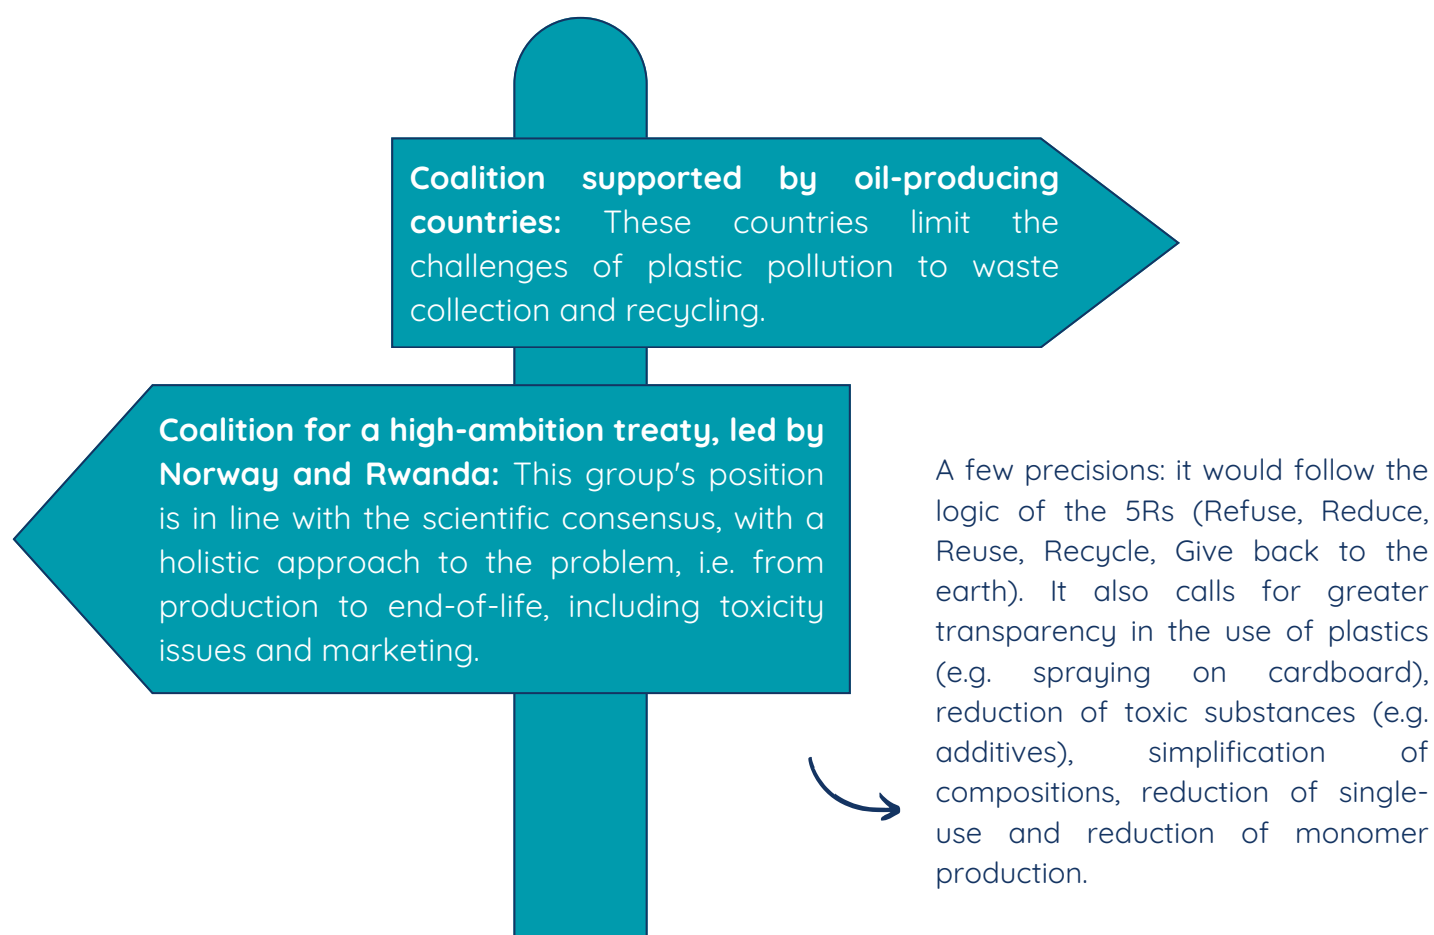 Coalition supported by oil-producing
countries: These countries limit the
challenges of plastic pollution to waste
collection and recycling.
Coalition for a high-ambition treaty, led by
Norway and Rwanda: This group's position
is in line with the scientific consensus, with a
holistic approach to the problem, i.e. from
production to end-of-life, including toxicity
issues and marketing.
A few precisions: it would follow the
logic of the 5Rs (Refuse, Reduce,
Reuse, Recycle, Give back to the
earth). It also calls for greater
transparency in the use of plastics
(e.g. spraying on cardboard),
reduction of toxic substances (e.g.
additives), simplification of
compositions, reduction of single-
use and reduction of monomer
production.